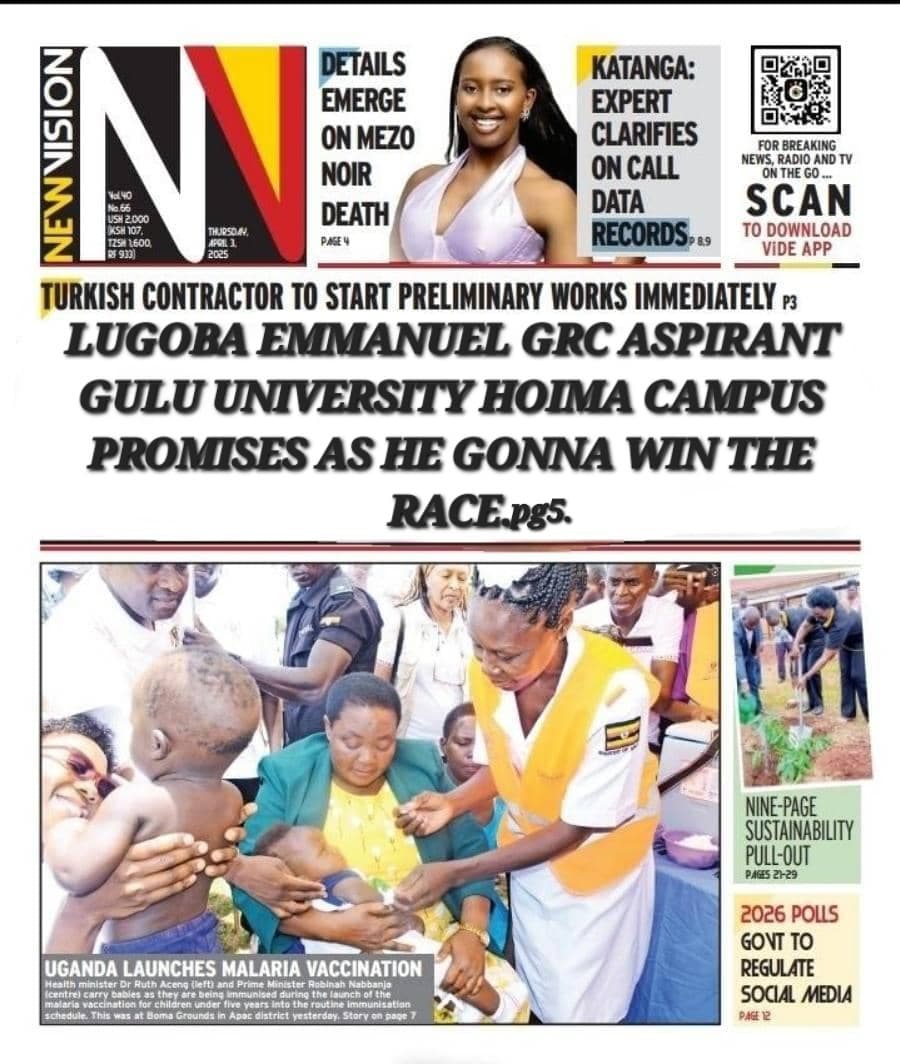 NEW VISION
Vol.40
No.66
USH 2,000
(KSH 107,
TZSH 1,600,
RF 933)
THURSDAY,
APRIL 3,
2025
DETAILS
EMERGE
ON MEZO
NOIR
DEATH
PAGE 4
KATANGA:
EXPERT
CLARIFIES
ON CALL
DATA
RECORDS P 8,9
FOR BREAKING
NEWS, RADIO AND TV
ON THE GO ...
SCAN
TO DOWNLOAD
ViDE APP
TURKISH CONTRACTOR TO START PRELIMINARY WORKS IMMEDIATELY P3
LUGOBA EMMANUEL GRC ASPIRANT
GULU UNIVERSITY HOIMA CAMPUS
PROMISES AS HE GONNA WIN THE
RACE.pg5.
UGANDA LAUNCHES MALARIA VACCINATION
Health minister Dr Ruth Aceng (left) and Prime Minister Robinah Nabbanja
(centre) carry babies as they are being immunised during the launch of the
malaria vaccination for children under five years into the routine immunisation
schedule. This was at Boma Grounds in Apac district yesterday. Story on page 7
NINE-PAGE
SUSTAINABILITY
PULL-OUT
PAGES 21-29
2026 POLLS
GOVT TO
REGULATE
SOCIAL MEDIA
PAGE 12